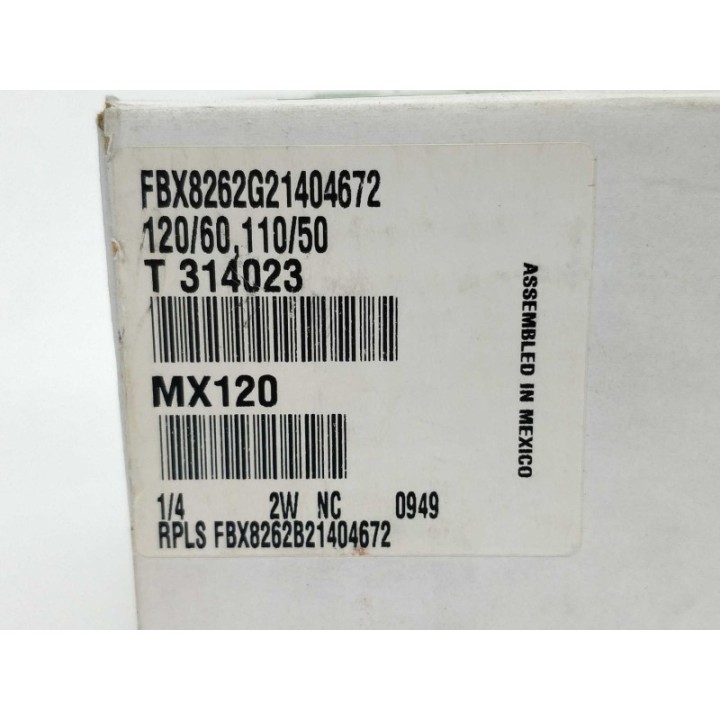 FBX8262G21404672
120/60,110/50
T 314023
MX120
1/4 2W NC 0949
RPLS FBX8262B21404672
ASSEMBLED IN MEXICO